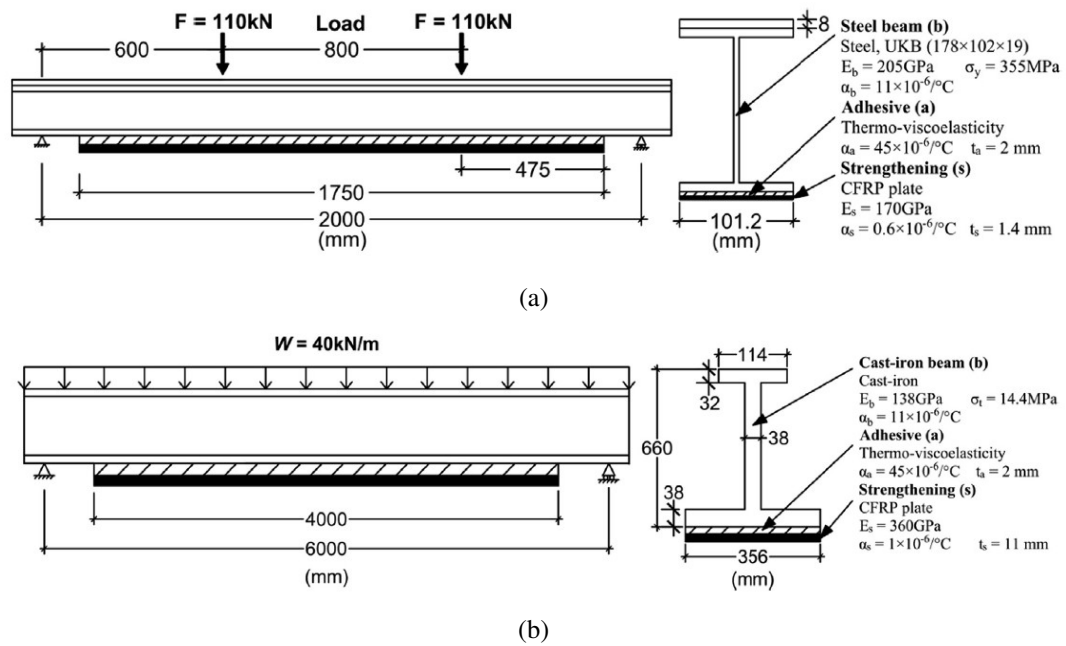 F = 110kN Load F = 110kN
600 800
475
1750
2000
(mm)
8
101.2
(mm)
Steel beam (b)
Steel, UKB (178×102×19)
E_b = 205GPa σ_y = 355MPa
α_b = 11×10⁻⁶/°C
Adhesive (a)
Thermo-viscoelasticity
α_a = 45×10⁻⁶/°C t_a = 2 mm
Strengthening (s)
CFRP plate
E_s = 170GPa
α_s = 0.6×10⁻⁶/°C t_s = 1.4 mm
(a)
W = 40kN/m
4000
6000
(mm)
114
32
38
660
38
356
(mm)
Cast-iron beam (b)
Cast-iron
E_b = 138GPa σ_t = 14.4MPa
α_b = 11×10⁻⁶/°C
Adhesive (a)
Thermo-viscoelasticity
α_a = 45×10⁻⁶/°C t_a = 2 mm
Strengthening (s)
CFRP plate
E_s = 360GPa
α_s = 1×10⁻⁶/°C t_s = 11 mm
(b)